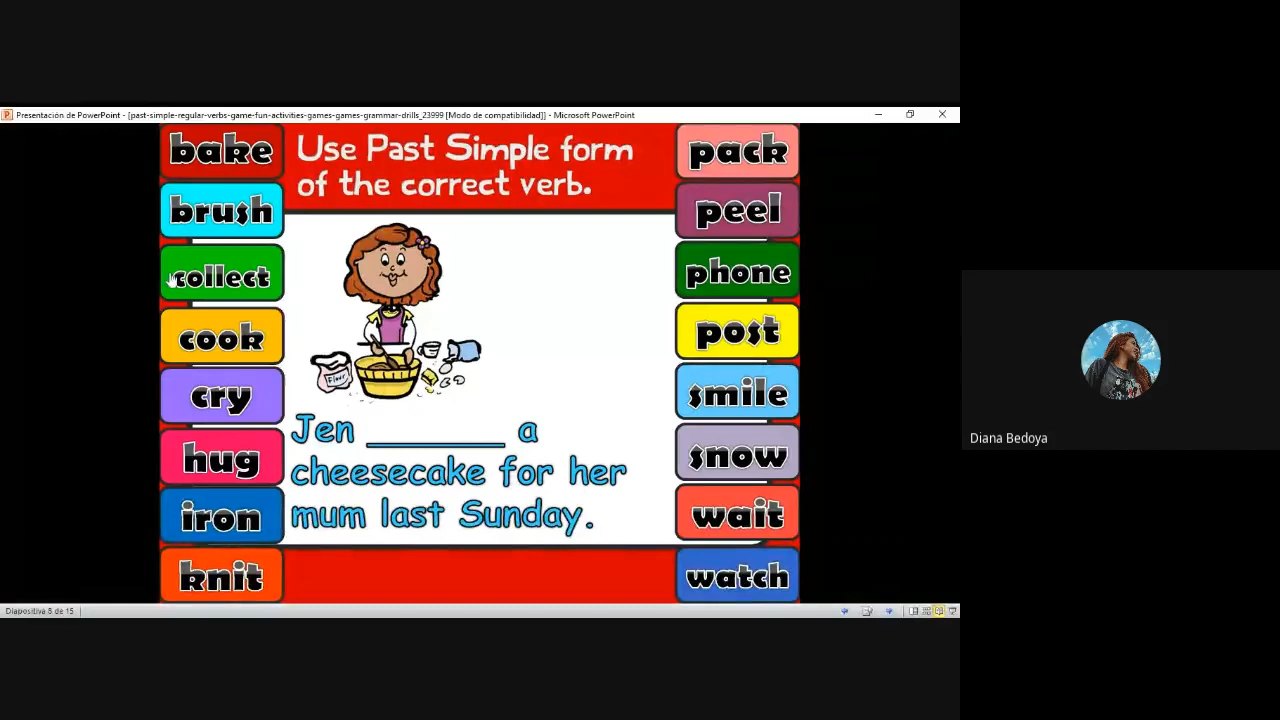 Presentación de PowerPoint - [past-simple-regular-verbs-game-fun-activities-games-games-grammar-drills_23999 [Modo de compatibilidad]] - Microsoft PowerPoint
bake
brush
collect
cook
cry
hug
iron
knit
Use Past Simple form
of the correct verb.
Flour
Jen _______ a
cheesecake for her
mum last Sunday.
pack
peel
phone
post
smile
snow
wait
watch
Diapositiva 8 de 15
Diana Bedoya